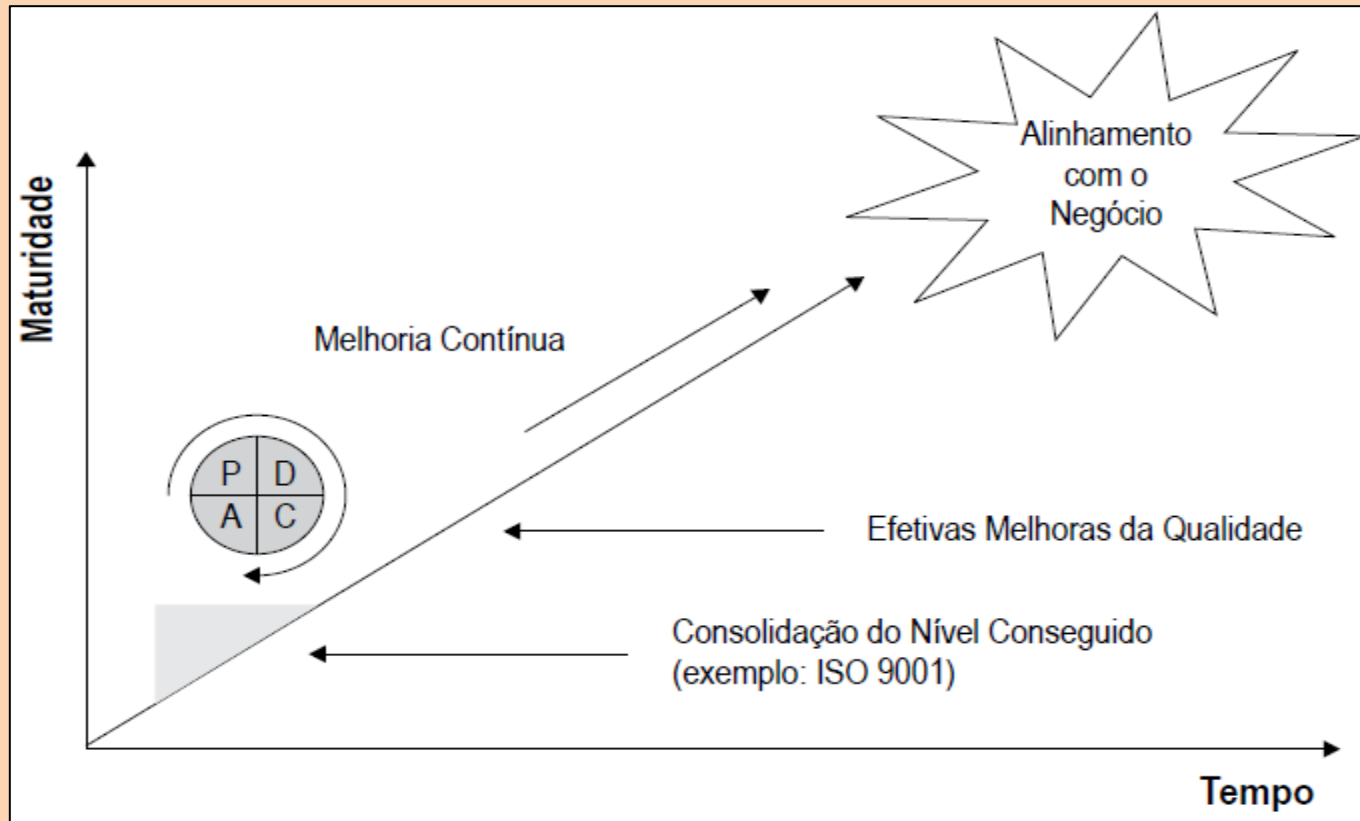 Alinhamento
com o
Negócio
Maturidade
Melhoria Contínua
P D
A C
Efetivas Melhoras da Qualidade
Consolidação do Nível Conseguido
(exemplo: ISO 9001)
Tempo